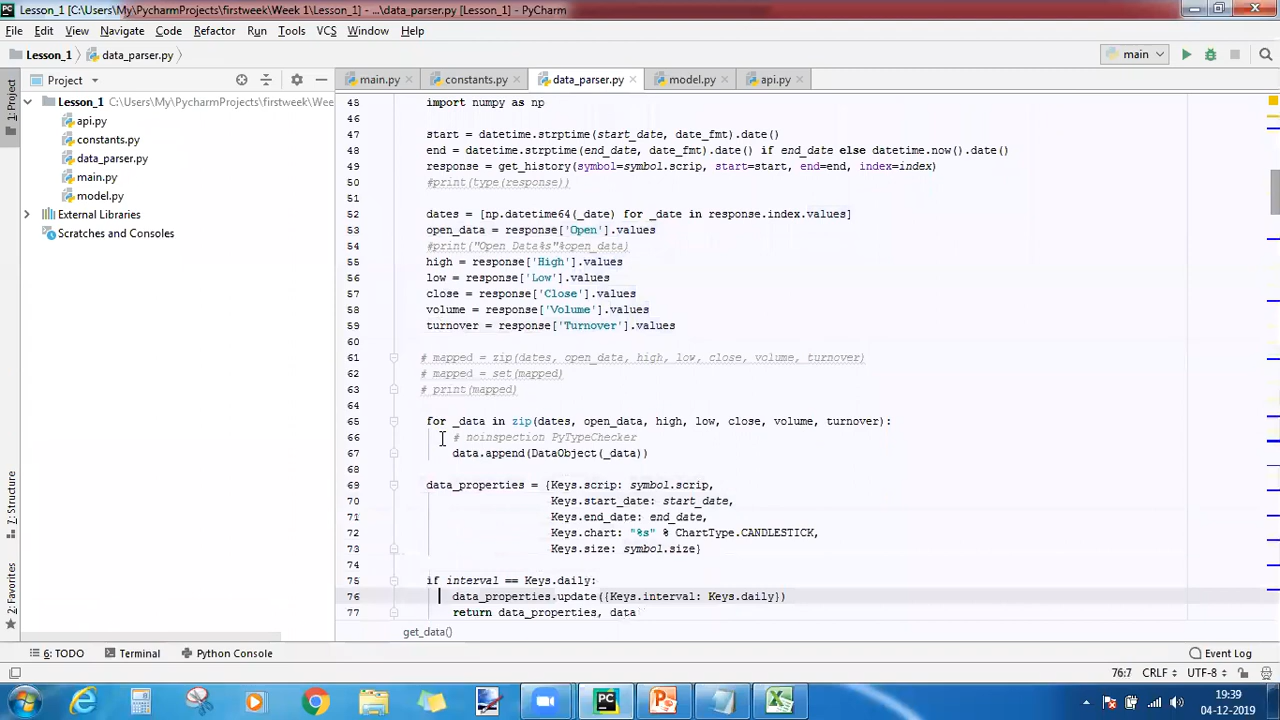 Lesson_1 [C:\Users\My\PycharmProjects\firstweek\Week 1\Lesson_1] - ...\data_parser.py [Lesson_1] - PyCharm
File Edit View Navigate Code Refactor Run Tools VCS Window Help
Lesson_1 data_parser.py main
Project main.py constants.py data_parser.py model.py api.py
1: Project
Lesson_1 C:\Users\My\PycharmProjects\firstweek\Wee
api.py
constants.py
data_parser.py
main.py
model.py
External Libraries
Scratches and Consoles
7: Structure
2: Favorites
45 import numpy as np
46
47 start = datetime.strptime(start_date, date_fmt).date()
48 end = datetime.strptime(end_date, date_fmt).date() if end_date else datetime.now().date()
49 response = get_history(symbol=symbol.scrip, start=start, end=end, index=index)
50 #print(type(response))
51
52 dates = [np.datetime64(_date) for _date in response.index.values]
53 open_data = response['Open'].values
54 #print("Open Data%s"%open_data)
55 high = response['High'].values
56 low = response['Low'].values
57 close = response['Close'].values
58 volume = response['Volume'].values
59 turnover = response['Turnover'].values
60
61 # mapped = zip(dates, open_data, high, low, close, volume, turnover)
62 # mapped = set(mapped)
63 # print(mapped)
64
65 for _data in zip(dates, open_data, high, low, close, volume, turnover):
66 # noinspection PyTypeChecker
67 data.append(DataObject(_data))
68
69 data_properties = {Keys.scrip: symbol.scrip,
70 Keys.start_date: start_date,
71 Keys.end_date: end_date,
72 Keys.chart: "%s" % ChartType.CANDLESTICK,
73 Keys.size: symbol.size}
74
75 if interval == Keys.daily:
76 data_properties.update({Keys.interval: Keys.daily})
77 return data_properties, data
get_data()
6: TODO Terminal Python Console Event Log
76:7 CRLF UTF-8
19:39
04-12-2019